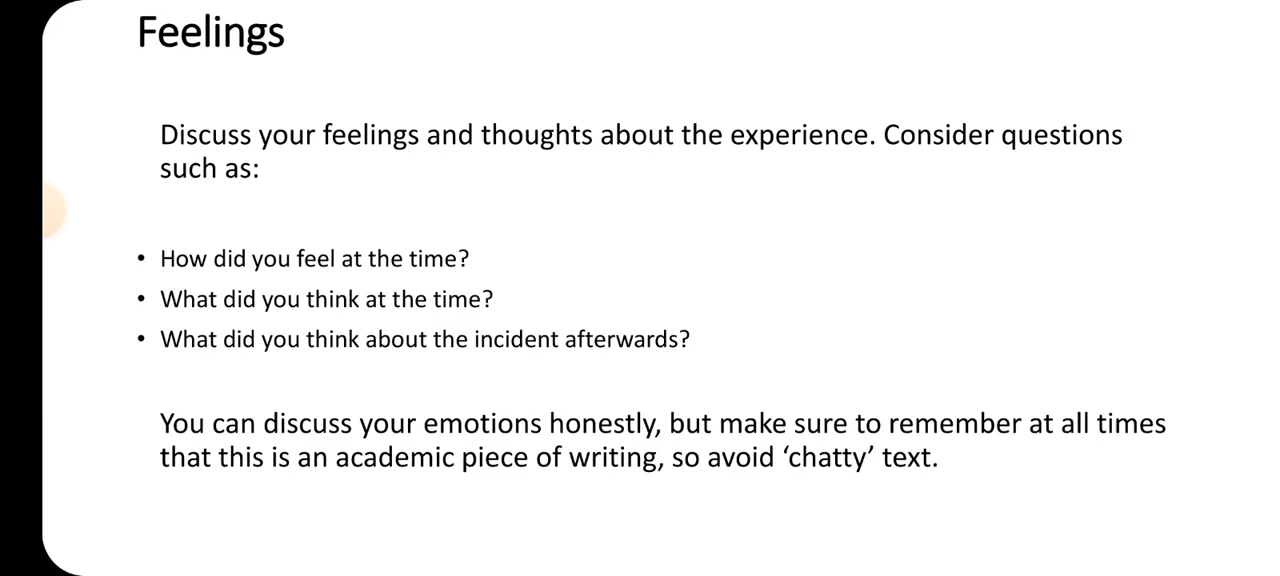 Feelings
Discuss your feelings and thoughts about the experience. Consider questions
such as:
• How did you feel at the time?
• What did you think at the time?
• What did you think about the incident afterwards?
You can discuss your emotions honestly, but make sure to remember at all times
that this is an academic piece of writing, so avoid ‘chatty’ text.